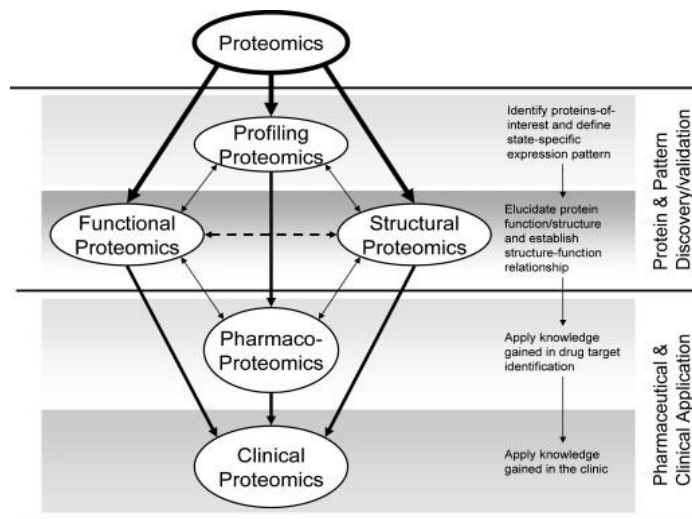 Proteomics
Profiling
Proteomics
Identify proteins-of-
interest and define
state-specific
expression pattern
Functional
Proteomics
Structural
Proteomics
Elucidate protein
function/structure
and establish
structure-function
relationship
Protein & Pattern
Discovery/validation
Pharmaco-
Proteomics
Apply knowledge
gained in drug target
identification
Clinical
Proteomics
Apply knowledge
gained in the clinic
Pharmaceutical &
Clinical Application